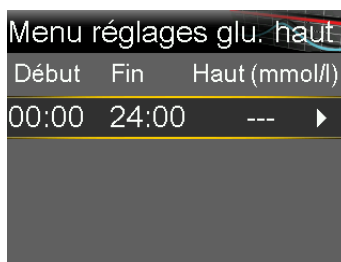 Menu réglages glu. haut
Début Fin Haut (mmol/l)
00:00 24:00 ---